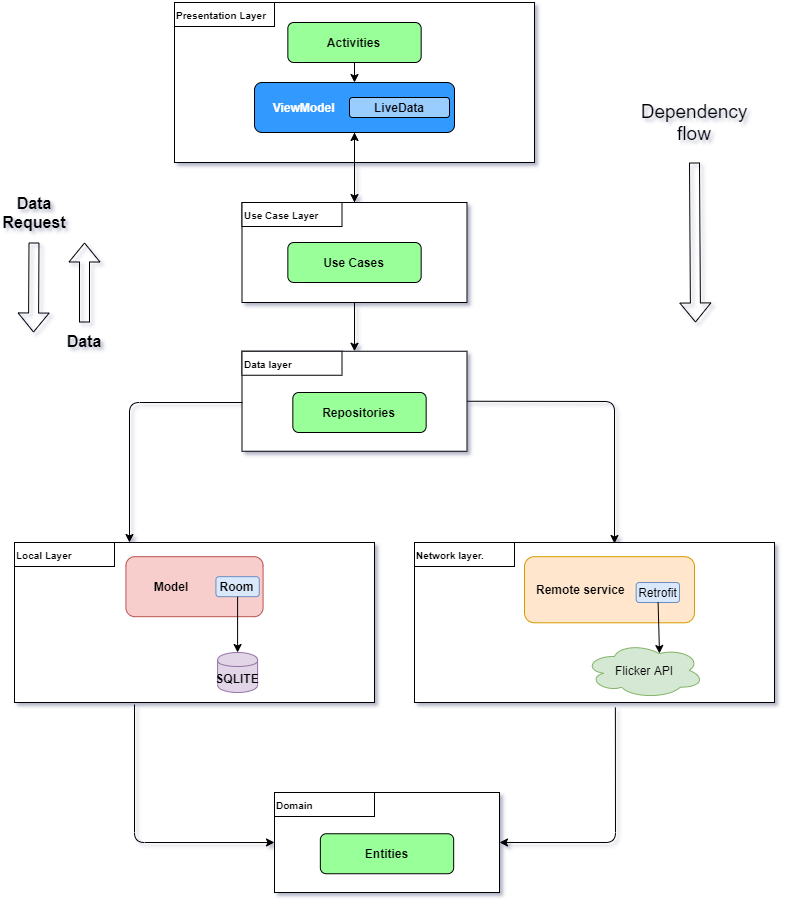 Presentation Layer
Activities
ViewModel
LiveData
Dependency
flow
Data
Request
Data
Use Case Layer
Use Cases
Data layer
Repositories
Local Layer
Model
Room
SQLITE
Network layer.
Remote service
Retrofit
Flicker API
Domain
Entities